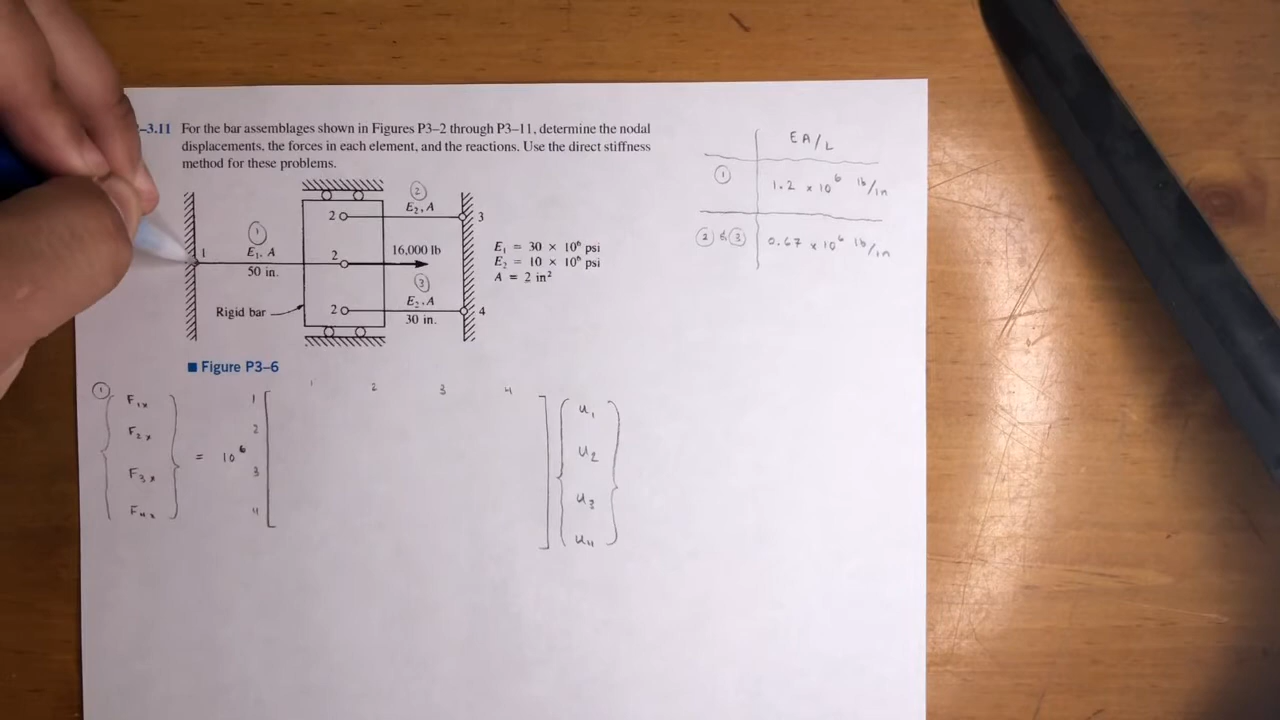 –3.11 For the bar assemblages shown in Figures P3–2 through P3–11, determine the nodal
displacements, the forces in each element, and the reactions. Use the direct stiffness
method for these problems.
EA/L
① 1.2 × 10⁶ lb/in
② & ③ 0.67 × 10⁶ lb/in
②
E₂, A
2
3
①
1
E₁, A
50 in.
2
16,000 lb
③
E₂, A
30 in.
2
4
Rigid bar
E₁ = 30 × 10⁶ psi
E₂ = 10 × 10⁶ psi
A = 2 in²
■ Figure P3–6
①
1 2 3 4
F₁ₓ 1 u₁
F₂ₓ 2 u₂
= 10⁶
F₃ₓ 3 u₃
F₄ₓ 4 u₄